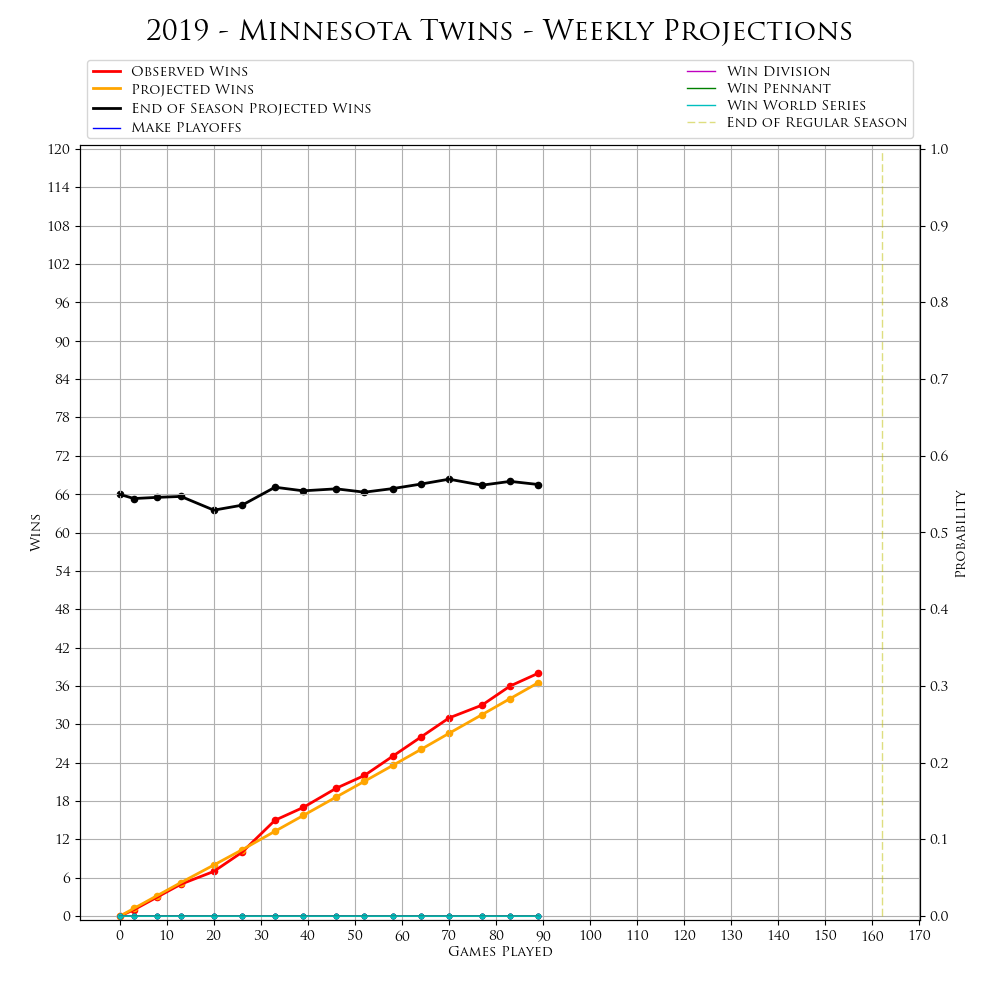 2019 - Minnesota Twins - Weekly Projections
Observed Wins
Projected Wins
End of Season Projected Wins
Make Playoffs
Win Division
Win Pennant
Win World Series
End of Regular Season
120
114
108
102
96
90
84
78
72
66
60
54
48
42
36
30
24
18
12
6
0
Wins
1.0
0.9
0.8
0.7
0.6
0.5
0.4
0.3
0.2
0.1
0.0
Probability
0 10 20 30 40 50 60 70 80 90 100 110 120 130 140 150 160 170
Games Played